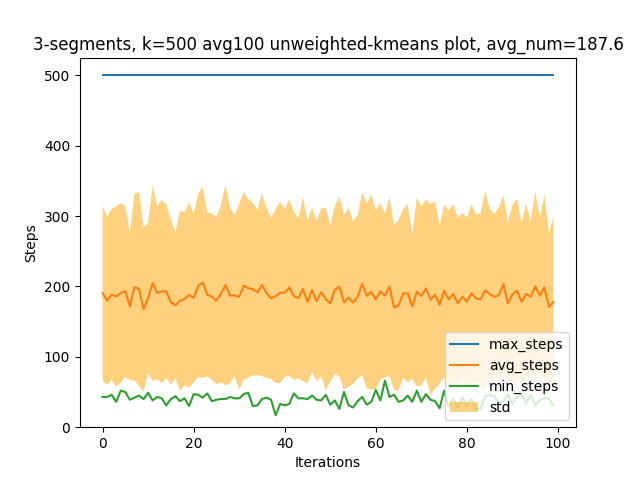 3-segments, k=500 avg100 unweighted-kmeans plot, avg_num=187.6
Steps
500
400
300
200
100
0
0 20 40 60 80 100
Iterations
max_steps
avg_steps
min_steps
std